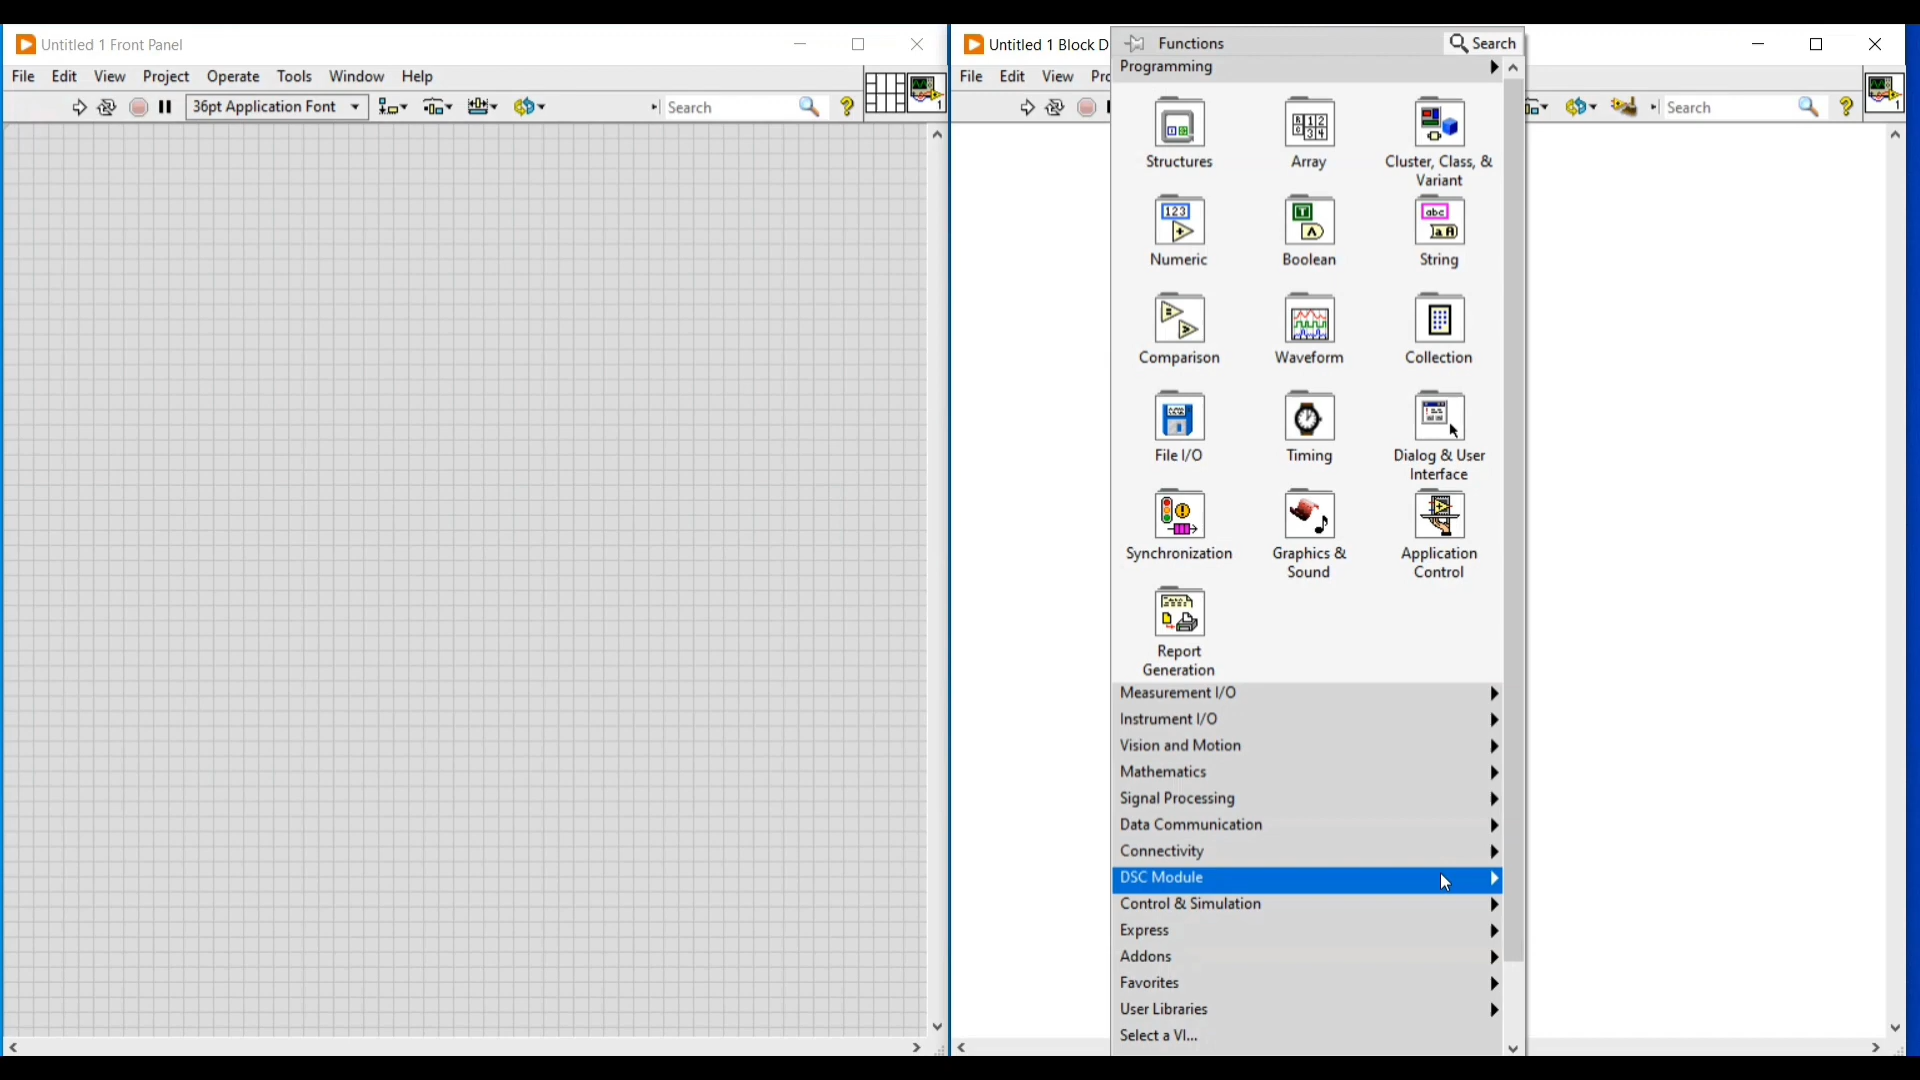 Untitled 1 Front Panel
File Edit View Project Operate Tools Window Help
36pt Application Font
Search
Untitled 1 Block D
File Edit View Pro
Search
Functions
Search
Programming
Structures
Array
Cluster, Class, &
Variant
Numeric
Boolean
String
Comparison
Waveform
Collection
File I/O
Timing
Dialog & User
Interface
Synchronization
Graphics &
Sound
Application
Control
Report
Generation
Measurement I/O
Instrument I/O
Vision and Motion
Mathematics
Signal Processing
Data Communication
Connectivity
DSC Module
Control & Simulation
Express
Addons
Favorites
User Libraries
Select a VI...